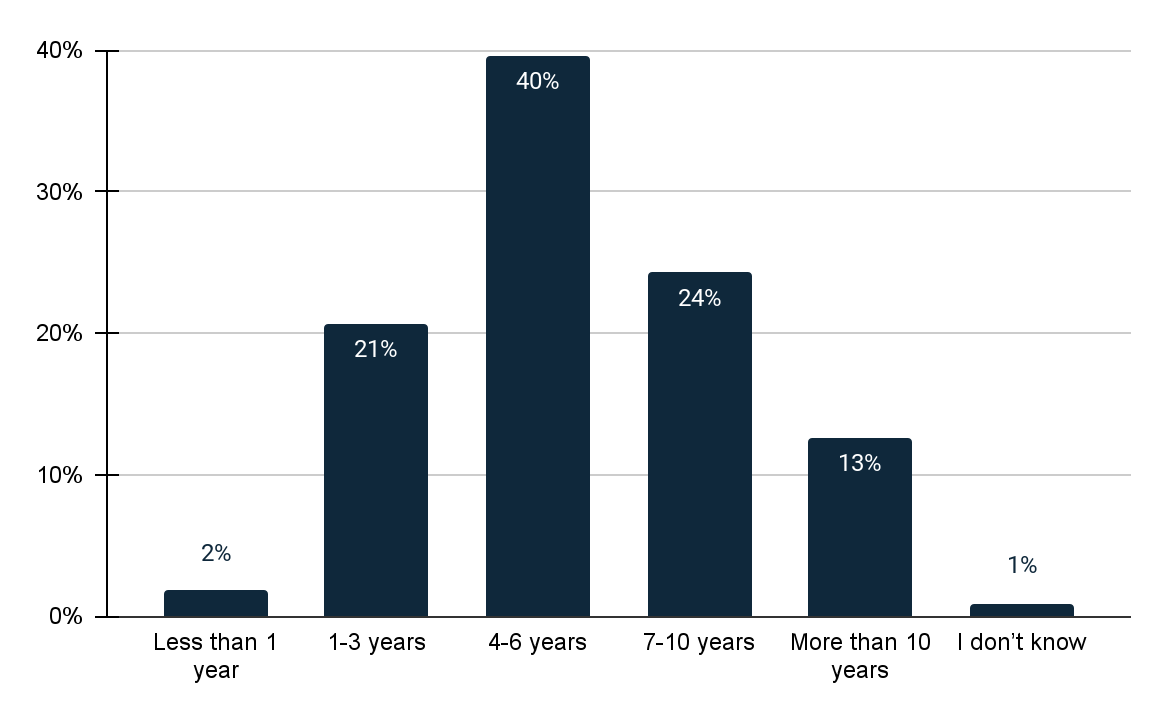 40%
30%
20%
10%
0%
2%
21%
40%
24%
13%
1%
Less than 1
year
1-3 years
4-6 years
7-10 years
More than 10
years
I don't know